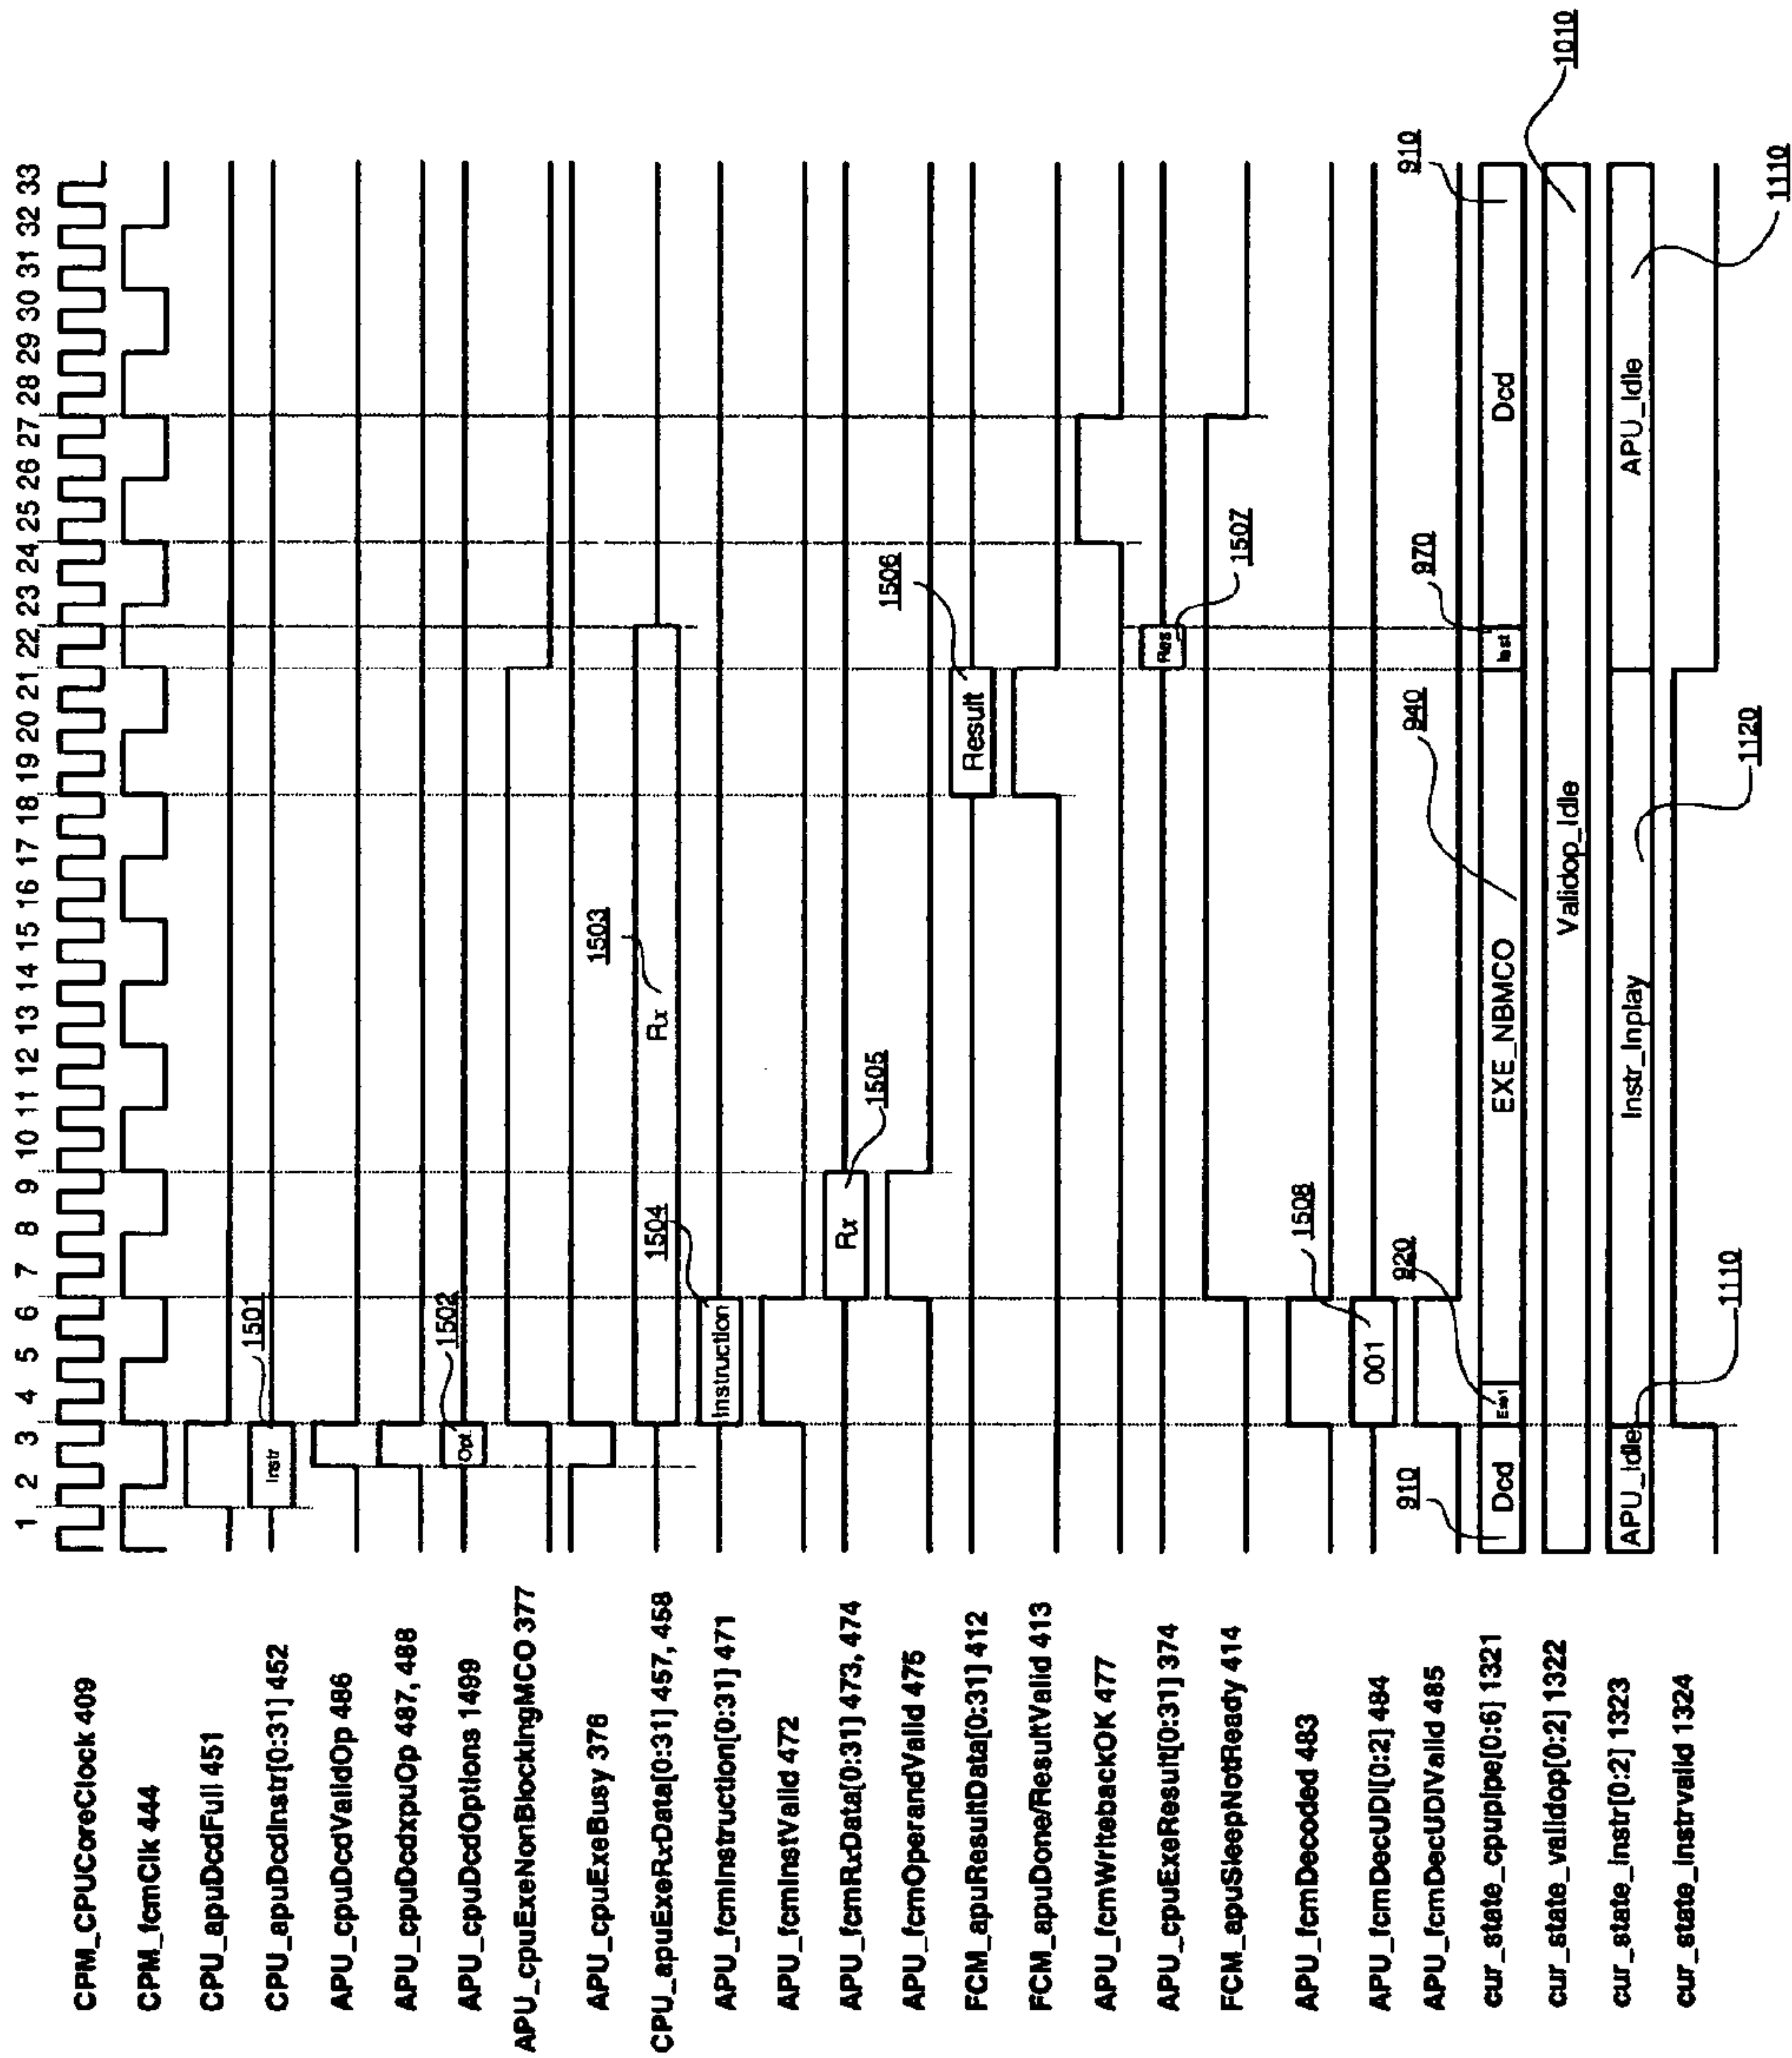 1 2 3 4 5 6 7 8 9 10 11 12 13 14 15 16 17 18 19 20 21 22 23 24 25 26 27 28 29 30 31 32 33
CPM_CPUCoreClock 409
CPM_fcmClk 444
CPU_apuDcdFull 451
1501
CPU_apuDcdInstr[0:31] 452
Instr
APU_cpuDcdValidOp 486
APU_cpuDcdxpuOp 487, 488
1502
APU_cpuDcdOptions 1499
Opt.
APU_cpuExeNonBlockingMCO 377
APU_cpuExeBusy 376
1503
CPU_apuExeRxData[0:31] 457, 458
Rx
1504
APU_fcmInstruction[0:31] 471
Instruction
APU_fcmInstValid 472
APU_fcmRxData[0:31] 473, 474
Rx
1505
APU_fcmOperandValid 475
1506
FCM_apuResultData[0:31] 412
Result
FCM_apuDone/ResultValid 413
APU_fcmWritebackOK 477
APU_cpuExeResult[0:31] 374
Res
1507
FCM_apuSleepNotReady 414
APU_fcmDecoded 483
1508
APU_fcmDecUDI[0:2] 484
001
APU_fcmDecUDIValid 485
910
920
940
970
910
cur_state_cpupipe[0:6] 1321
Dcd
Exe1
EXE_NBMCO
last
Dcd
1010
cur_state_validop[0:2] 1322
Validop_Idle
cur_state_instr[0:2] 1323
APU_Idle
Instr_Inplay
APU_Idle
cur_state_instrvalid 1324
1110
1120
1110